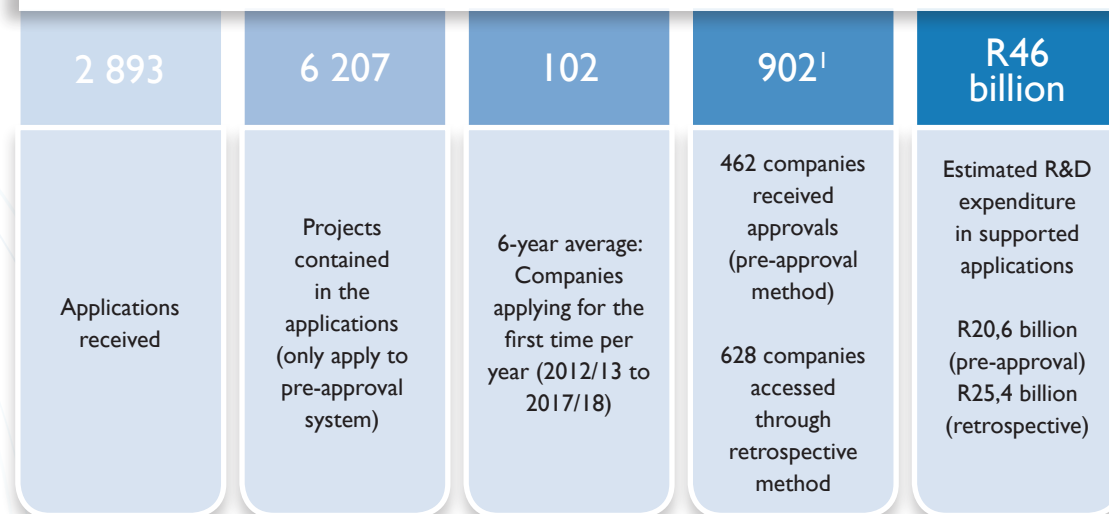 2 893
Applications
received
6 207
Projects
contained
in the
applications
(only apply to
pre-approval
system)
102
6-year average:
Companies
applying for the
first time per
year (2012/13 to
2017/18)
902¹
462 companies
received
approvals
(pre-approval
method)
628 companies
accessed
through
retrospective
method
R46
billion
Estimated R&D
expenditure
in supported
applications
R20,6 billion
(pre-approval)
R25,4 billion
(retrospective)